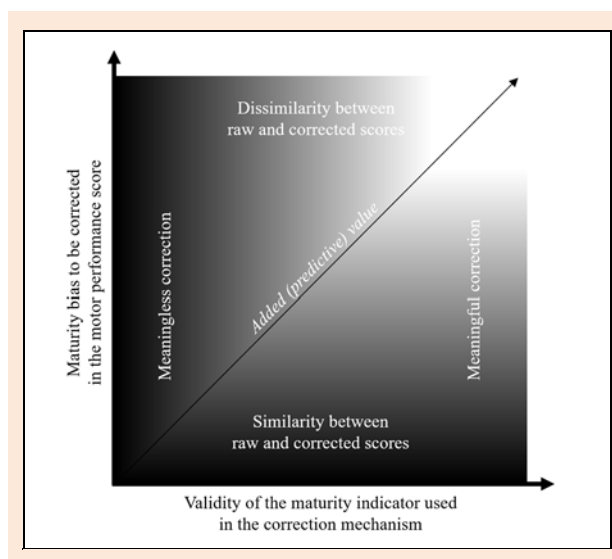 Maturity bias to be corrected
in the motor performance score
Dissimilarity between
raw and corrected scores
Meaningless correction
Added (predictive) value
Meaningful correction
Similarity between
raw and corrected scores
Validity of the maturity indicator used
in the correction mechanism